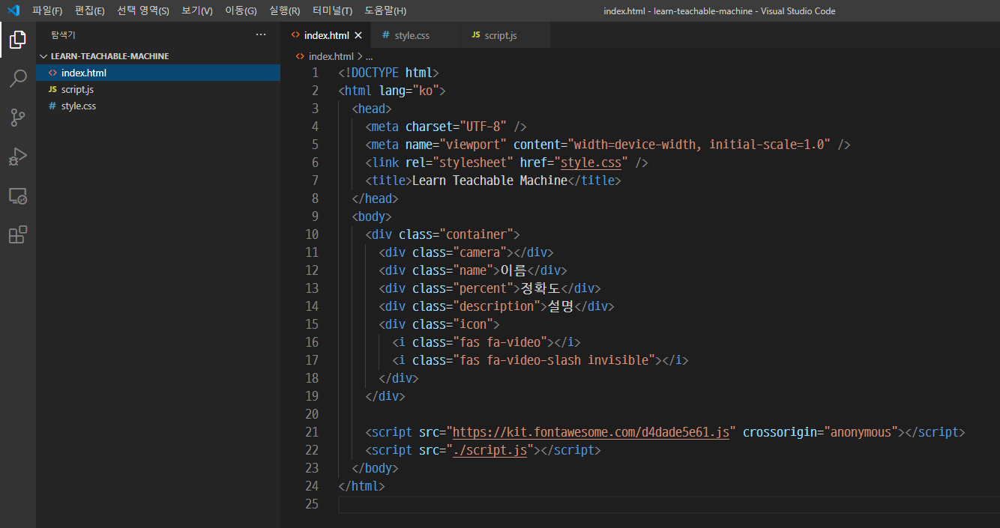 파일(F) 편집(E) 선택 영역(S) 보기(V) 이동(G) 실행(R) 터미널(T) 도움말(H) index.html - learn-teachable-machine - Visual Studio Code
탐색기 ...
LEARN-TEACHABLE-MACHINE
<> index.html
JS script.js
# style.css
<> index.html # style.css JS script.js
<> index.html > ...
1 <!DOCTYPE html>
2 <html lang="ko">
3 <head>
4 <meta charset="UTF-8" />
5 <meta name="viewport" content="width=device-width, initial-scale=1.0" />
6 <link rel="stylesheet" href="style.css" />
7 <title>Learn Teachable Machine</title>
8 </head>
9 <body>
10 <div class="container">
11 <div class="camera"></div>
12 <div class="name">이름</div>
13 <div class="percent">정확도</div>
14 <div class="description">설명</div>
15 <div class="icon">
16 <i class="fas fa-video"></i>
17 <i class="fas fa-video-slash invisible"></i>
18 </div>
19 </div>
20
21 <script src="https://kit.fontawesome.com/d4dade5e61.js" crossorigin="anonymous"></script>
22 <script src="./script.js"></script>
23 </body>
24 </html>
25